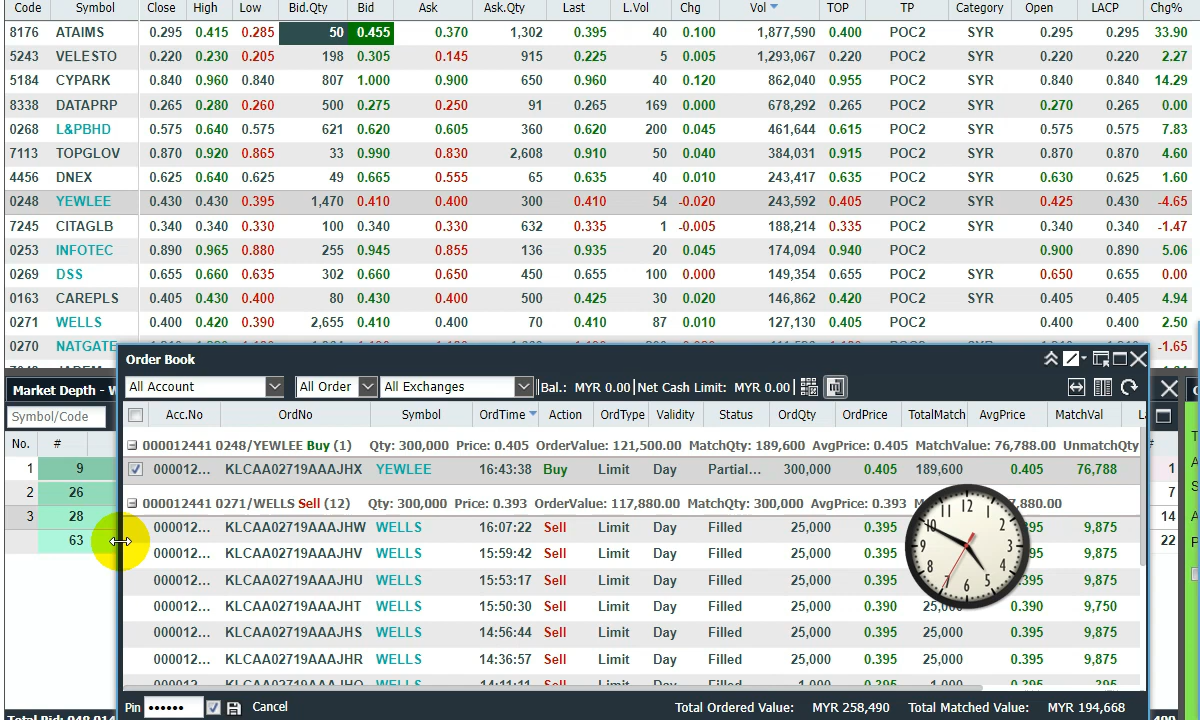 Code Symbol Close High Low Bid.Qty Bid Ask Ask.Qty Last L.Vol Chg Vol TOP TP Category Open LACP Chg%
8176 ATAIMS 0.295 0.415 0.285 50 0.455 0.370 1,302 0.395 40 0.100 1,877,590 0.400 POC2 SYR 0.295 0.295 33.90
5243 VELESTO 0.220 0.230 0.205 198 0.305 0.145 915 0.225 5 0.005 1,293,067 0.220 POC2 SYR 0.220 0.220 2.27
5184 CYPARK 0.840 0.960 0.840 807 1.000 0.900 650 0.960 40 0.120 862,040 0.955 POC2 SYR 0.840 0.840 14.29
8338 DATAPRP 0.265 0.280 0.260 500 0.275 0.250 91 0.265 169 0.000 678,292 0.265 POC2 SYR 0.270 0.265 0.00
0268 L&PBHD 0.575 0.640 0.575 621 0.620 0.605 360 0.620 200 0.045 461,644 0.615 POC2 SYR 0.575 0.575 7.83
7113 TOPGLOV 0.870 0.920 0.865 33 0.990 0.830 2,608 0.910 50 0.040 384,031 0.915 POC2 SYR 0.870 0.870 4.60
4456 DNEX 0.625 0.640 0.625 49 0.665 0.555 65 0.635 40 0.010 243,417 0.635 POC2 SYR 0.630 0.625 1.60
0248 YEWLEE 0.430 0.430 0.395 1,470 0.410 0.400 300 0.410 54 -0.020 243,592 0.405 POC2 SYR 0.425 0.430 -4.65
7245 CITAGLB 0.340 0.340 0.330 100 0.340 0.330 632 0.335 1 -0.005 188,214 0.335 POC2 SYR 0.340 0.340 -1.47
0253 INFOTEC 0.890 0.965 0.880 255 0.945 0.855 136 0.935 20 0.045 174,094 0.940 POC2 0.900 0.890 5.06
0269 DSS 0.655 0.660 0.635 302 0.660 0.650 450 0.655 100 0.000 149,354 0.655 POC2 SYR 0.650 0.655 0.00
0163 CAREPLS 0.405 0.430 0.400 80 0.430 0.400 500 0.425 30 0.020 146,862 0.420 POC2 SYR 0.405 0.405 4.94
0271 WELLS 0.400 0.420 0.390 2,655 0.410 0.400 70 0.410 87 0.010 127,130 0.405 POC2 0.400 0.400 2.50
0270 NATGATE -1.65
Order Book
Market Depth - W
All Account All Order All Exchanges Bal.: MYR 0.00 Net Cash Limit: MYR 0.00
Symbol/Code
Acc.No OrdNo Symbol OrdTime Action OrdType Validity Status OrdQty OrdPrice TotalMatch AvgPrice MatchVal
No. #
000012441 0248/YEWLEE Buy (1) Qty: 300,000 Price: 0.405 OrderValue: 121,500.00 MatchQty: 189,600 AvgPrice: 0.405 MatchValue: 76,788.00 UnmatchQty
1 9 000012... KLCAA02719AAAJHX YEWLEE 16:43:38 Buy Limit Day Partial... 300,000 0.405 189,600 0.405 76,788 1
2 26 7
000012441 0271/WELLS Sell (12) Qty: 300,000 Price: 0.393 OrderValue: 117,880.00 MatchQty: 300,000 AvgPrice: 0.393
3 28 14
000012... KLCAA02719AAAJHW WELLS 16:07:22 Sell Limit Day Filled 25,000 0.395 9,875
63 22
000012... KLCAA02719AAAJHV WELLS 15:59:42 Sell Limit Day Filled 25,000 0.395 9,875
000012... KLCAA02719AAAJHU WELLS 15:53:17 Sell Limit Day Filled 25,000 0.395 9,875
000012... KLCAA02719AAAJHT WELLS 15:50:30 Sell Limit Day Filled 25,000 0.390 0.390 9,750
000012... KLCAA02719AAAJHS WELLS 14:56:44 Sell Limit Day Filled 25,000 0.395 25,000 0.395 9,875
000012... KLCAA02719AAAJHR WELLS 14:36:57 Sell Limit Day Filled 25,000 0.395 25,000 0.395 9,875
12 1 2 3 4 5 6 7 8 9 10 11
Pin •••••• Cancel Total Ordered Value: MYR 258,490 Total Matched Value: MYR 194,668